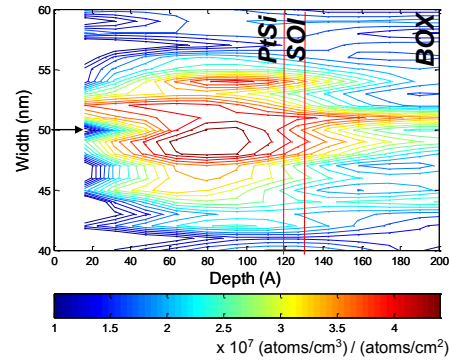 60
55
50
45
40
Width (nm)
PtSi
SOI
BOX
0 20 40 60 80 100 120 140 160 180 200
Depth (A)
1 1.5 2 2.5 3 3.5 4
x 10⁷ (atoms/cm³) / (atoms/cm²)